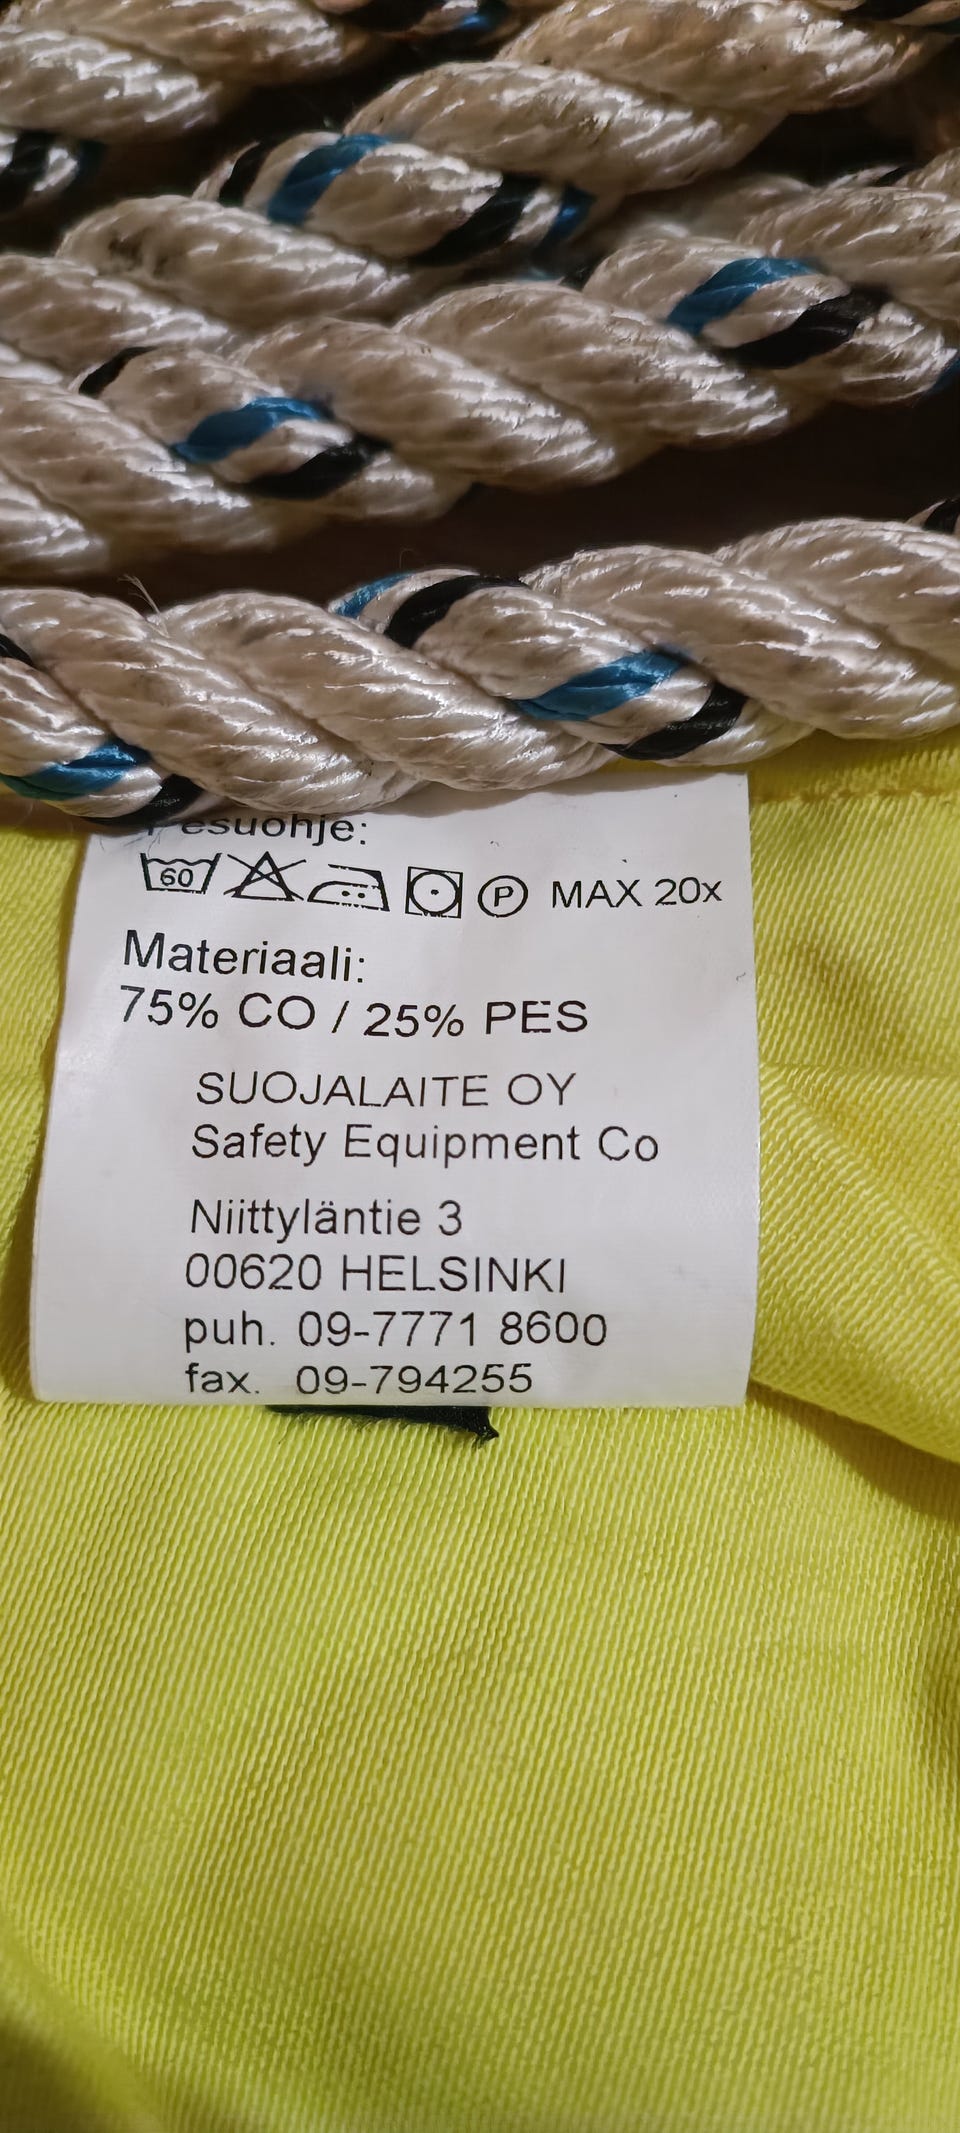 Pesuohje:
60 P MAX 20x
Materiaali:
75% CO / 25% PES
SUOJALAITE OY
Safety Equipment Co
Niittyläntie 3
00620 HELSINKI
puh. 09-7771 8600
fax. 09-794255